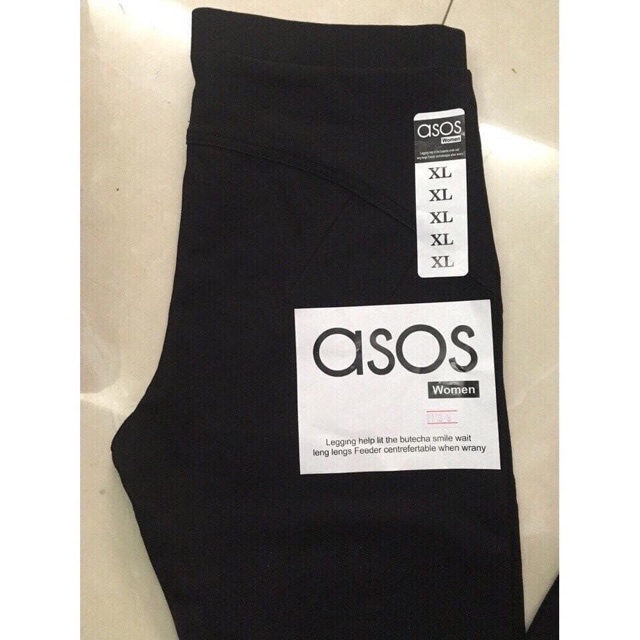 asos
Women
XL
XL
XL
XL
XL
asos
Women
Legging help lit the butecha smile wait
leng lengs Feeder centrefertable when wrany